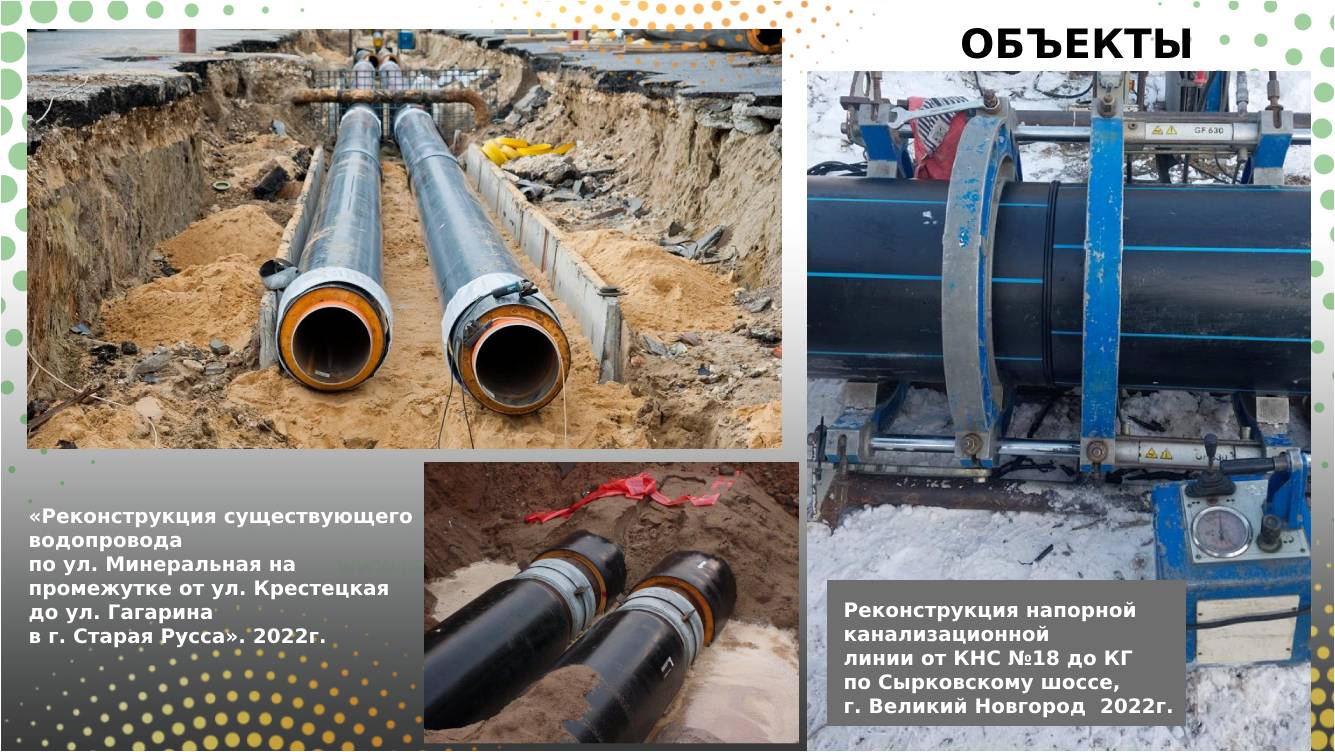 ОБЪЕКТЫ
GF 630
«Реконструкция существующего
водопровода
по ул. Минеральная на
промежутке от ул. Крестецкая
до ул. Гагарина
в г. Старая Русса». 2022г.
Реконструкция напорной
канализационной
линии от КНС №18 до КГ
по Сырковскому шоссе,
г. Великий Новгород  2022г.